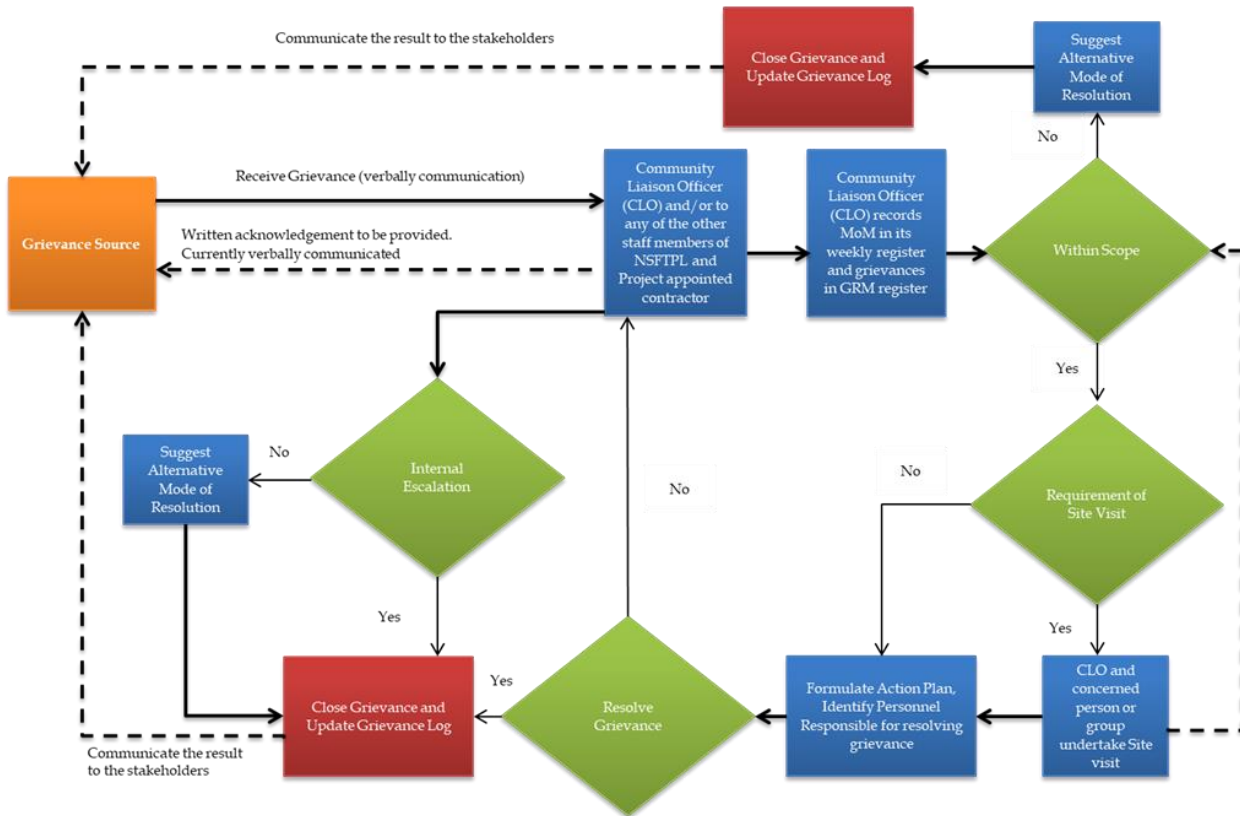 Communicate the result to the stakeholders
Close Grievance and
Update Grievance Log
Suggest
Alternative
Mode of
Resolution
No
Grievance Source
Receive Grievance (verbally communication)
Written acknowledgement to be provided.
Currently verbally communicated
Community
Liaison Officer
(CLO) and/or to
any of the other
staff members of
NSFTPL and
Project appointed
contractor
Community
Liaison Officer
(CLO) records
MoM in its
weekly register
and grievances
in GRM register
Within Scope
Yes
Suggest
Alternative
Mode of
Resolution
No
Internal
Escalation
No
No
Requirement of
Site Visit
Yes
Yes
Close Grievance and
Update Grievance Log
Yes
Resolve
Grievance
Formulate Action Plan,
Identify Personnel
Responsible for resolving
grievance
CLO and
concerned
person or
group
undertake Site
visit
Communicate the result
to the stakeholders